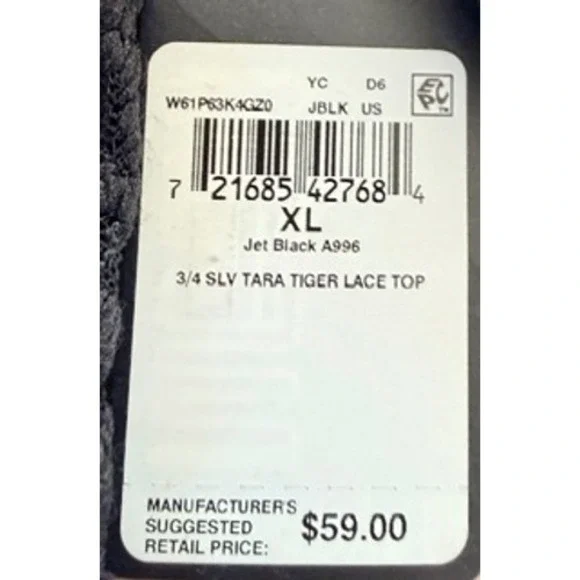 YC D6
W61P63K4GZ0 JBLK US
EPC™
7 21685 42768 4
XL
Jet Black A996
3/4 SLV TARA TIGER LACE TOP
MANUFACTURER'S
SUGGESTED
RETAIL PRICE:
$59.00